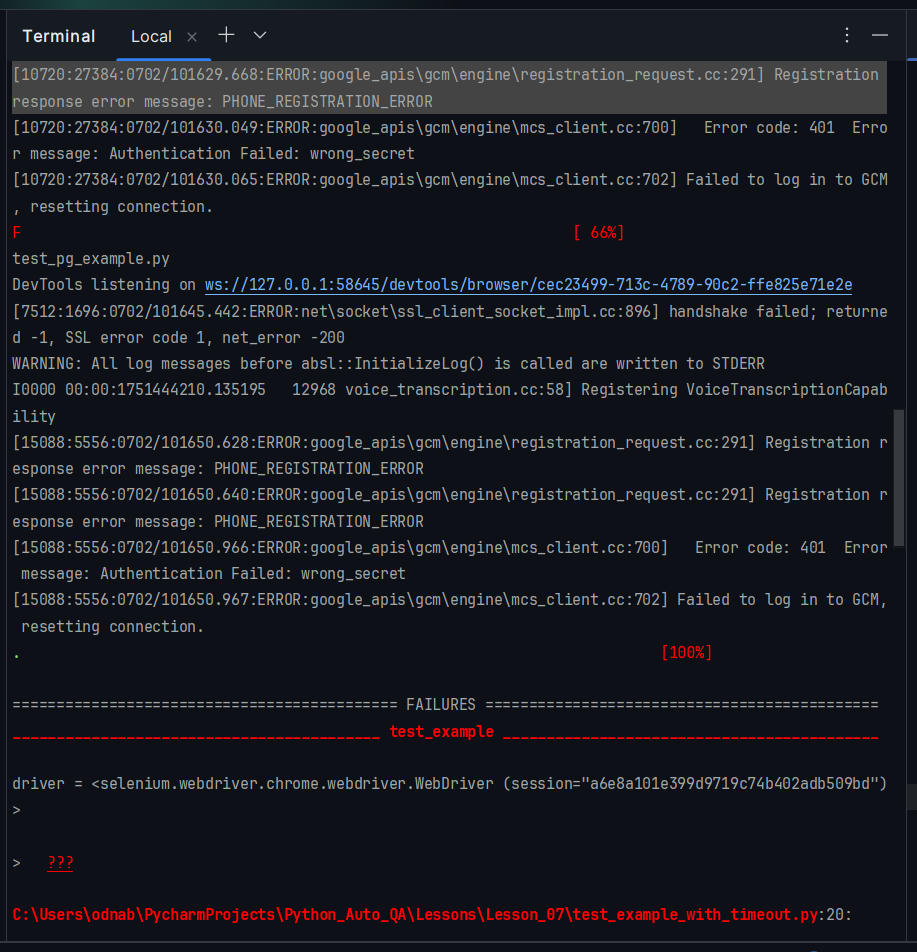 Terminal Local × + ⌄ ⋮ —
[10720:27384:0702/101629.668:ERROR:google_apis\gcm\engine\registration_request.cc:291] Registration
response error message: PHONE_REGISTRATION_ERROR
[10720:27384:0702/101630.049:ERROR:google_apis\gcm\engine\mcs_client.cc:700]   Error code: 401  Erro
r message: Authentication Failed: wrong_secret
[10720:27384:0702/101630.065:ERROR:google_apis\gcm\engine\mcs_client.cc:702] Failed to log in to GCM
, resetting connection.
F                                                               [ 66%]
test_pg_example.py
DevTools listening on ws://127.0.0.1:58645/devtools/browser/cec23499-713c-4789-90c2-ffe825e71e2e
[7512:1696:0702/101645.442:ERROR:net\socket\ssl_client_socket_impl.cc:896] handshake failed; returne
d -1, SSL error code 1, net_error -200
WARNING: All log messages before absl::InitializeLog() is called are written to STDERR
I0000 00:00:1751444210.135195   12968 voice_transcription.cc:58] Registering VoiceTranscriptionCapab
ility
[15088:5556:0702/101650.628:ERROR:google_apis\gcm\engine\registration_request.cc:291] Registration r
esponse error message: PHONE_REGISTRATION_ERROR
[15088:5556:0702/101650.640:ERROR:google_apis\gcm\engine\registration_request.cc:291] Registration r
esponse error message: PHONE_REGISTRATION_ERROR
[15088:5556:0702/101650.966:ERROR:google_apis\gcm\engine\mcs_client.cc:700]   Error code: 401  Error
 message: Authentication Failed: wrong_secret
[15088:5556:0702/101650.967:ERROR:google_apis\gcm\engine\mcs_client.cc:702] Failed to log in to GCM,
 resetting connection.
.                                                                         [100%]
============================================ FAILURES =============================================
__________________________________________ test_example ___________________________________________
driver = <selenium.webdriver.chrome.webdriver.WebDriver (session="a6e8a101e399d9719c74b402adb509bd")
>
>   ???
C:\Users\odnab\PycharmProjects\Python_Auto_QA\Lessons\Lesson_07\test_example_with_timeout.py:20: